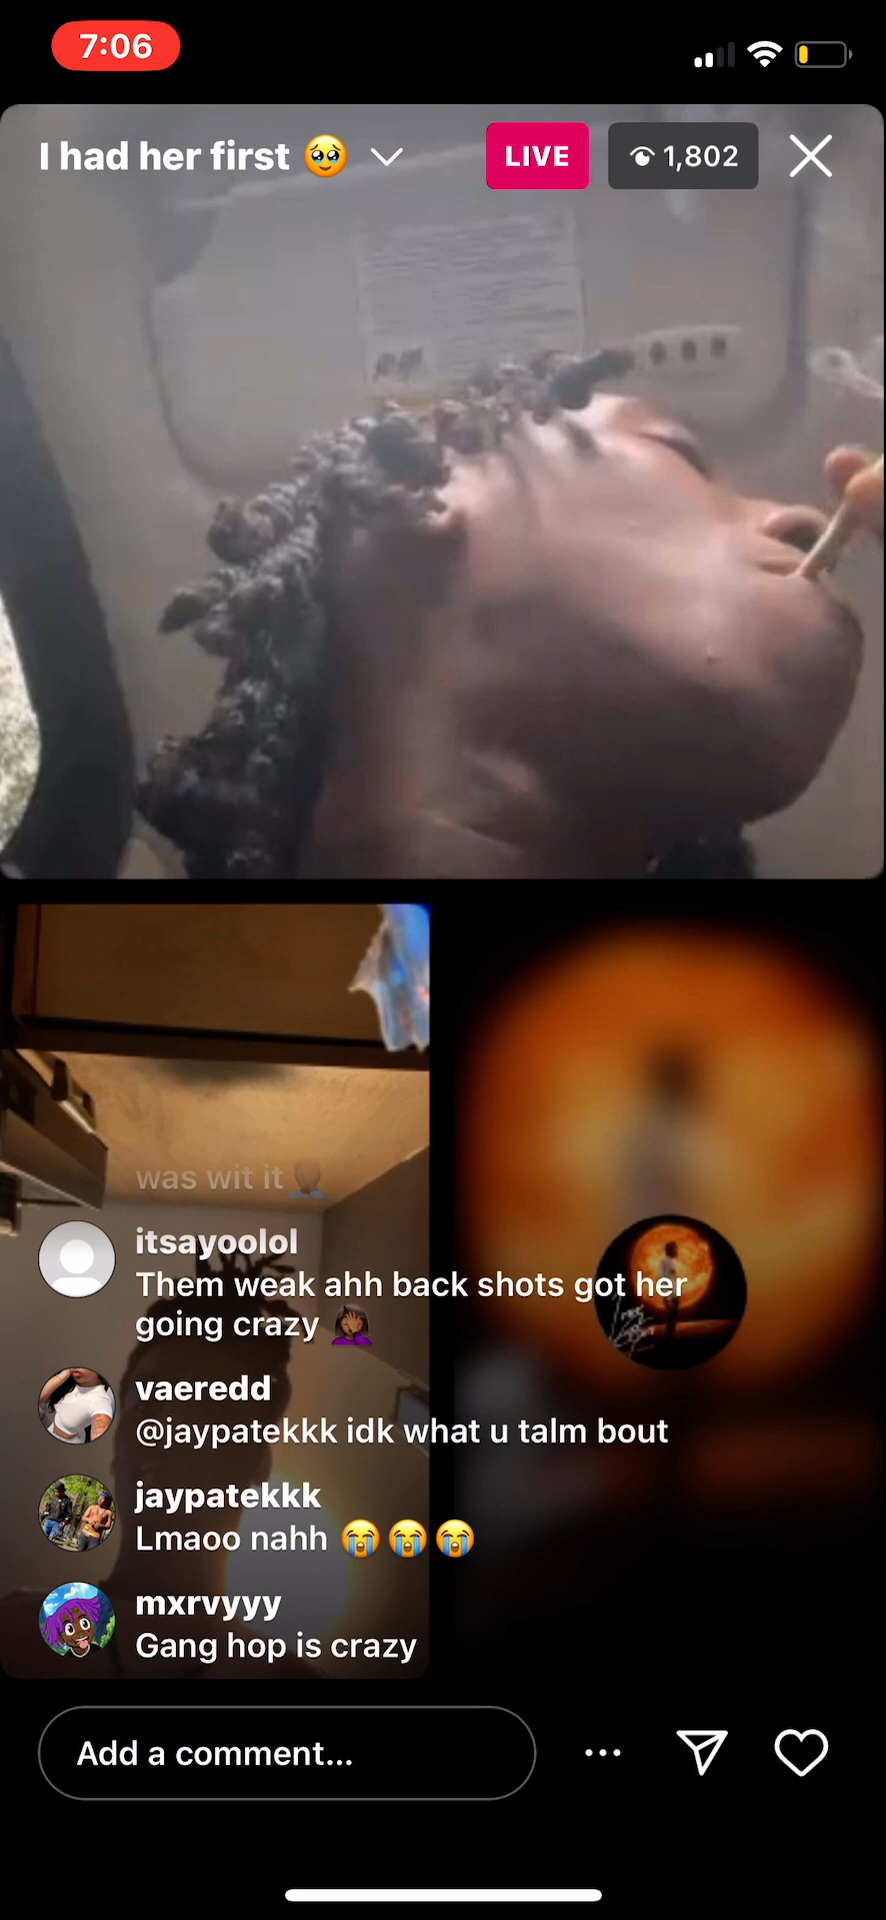 7:06
I had her first 🥹
LIVE
1,802
was wit it
itsayoolol
Them weak ahh back shots got her
going crazy 🤦🏾‍♀️
vaeredd
@jaypatekkk idk what u talm bout
jaypatekkk
Lmaoo nahh 😭😭😭
mxrvyyy
Gang hop is crazy
Add a comment...